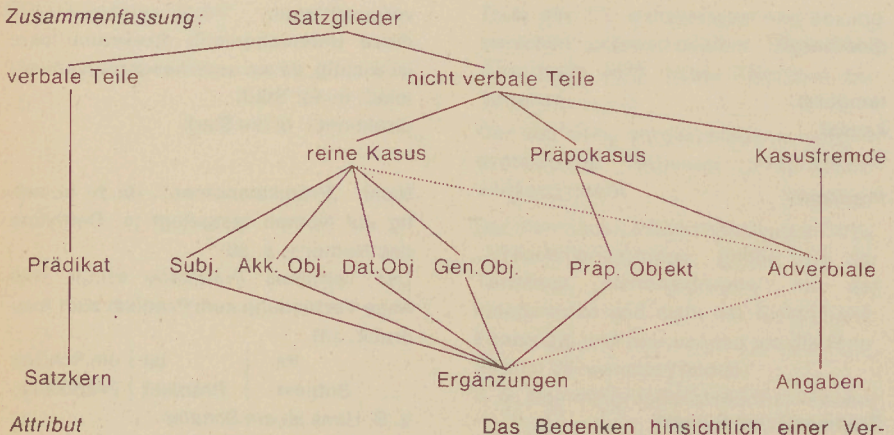 Zusammenfassung: Satzglieder
verbale Teile nicht verbale Teile
reine Kasus Präpokasus Kasusfremde
Prädikat Subj. Akk. Obj. Dat.Obj Gen.Obj. Präp. Objekt Adverbiale
Satzkern Ergänzungen Angaben
Attribut Das Bedenken hinsichtlich einer Ver-